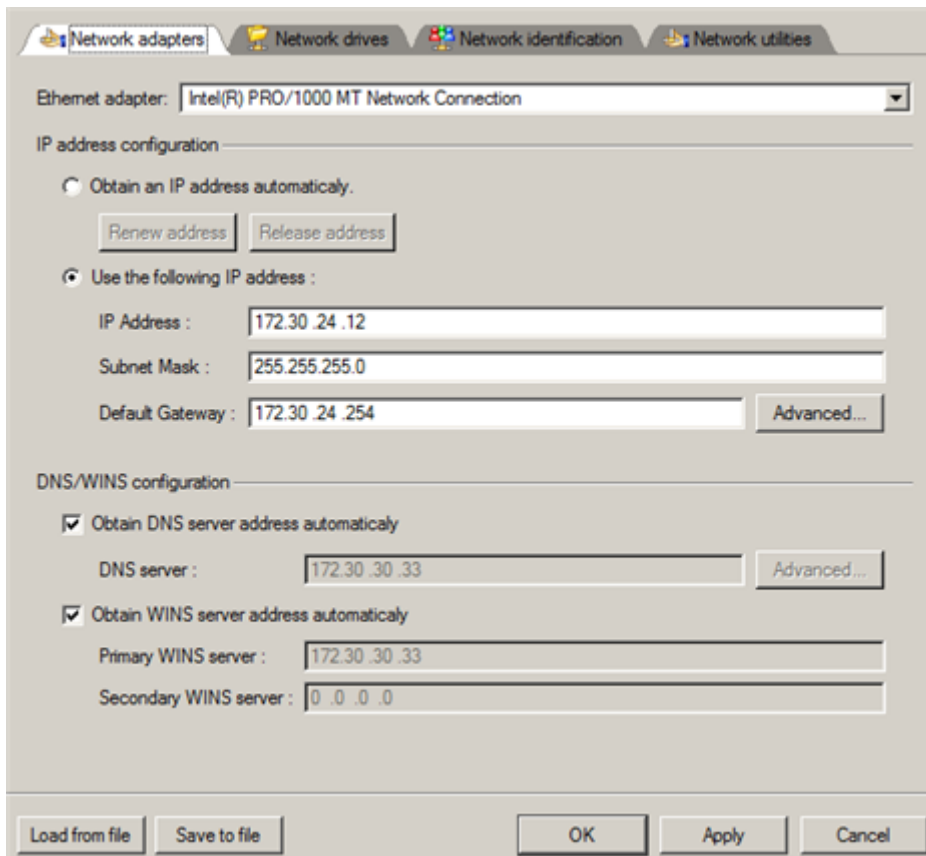 Network adapters Network drives Network identification Network utilities
Ethernet adapter: Intel(R) PRO/1000 MT Network Connection
IP address configuration
Obtain an IP address automaticaly.
Renew address Release address
Use the following IP address :
IP Address : 172.30 .24 .12
Subnet Mask : 255.255.255.0
Default Gateway : 172.30 .24 .254 Advanced...
DNS/WINS configuration
Obtain DNS server address automaticaly
DNS server : 172.30 .30 .33 Advanced...
Obtain WINS server address automaticaly
Primary WINS server : 172.30 .30 .33
Secondary WINS server : 0 .0 .0 .0
Load from file Save to file OK Apply Cancel